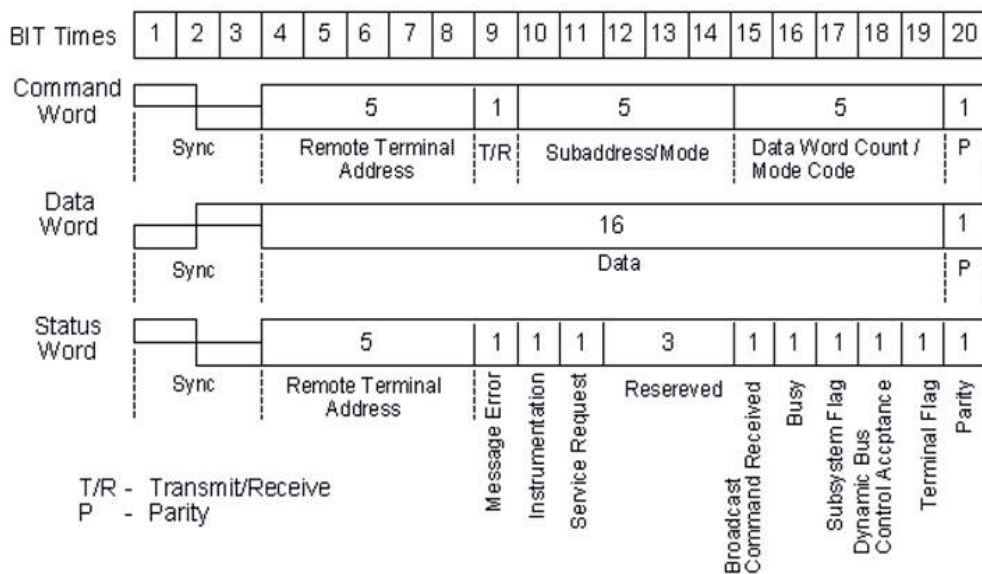 BIT Times 1 2 3 4 5 6 7 8 9 10 11 12 13 14 15 16 17 18 19 20
Command
Word
5 1 5 5 1
Sync
Remote Terminal
Address
T/R
Subaddress/Mode
Data Word Count /
Mode Code
P
Data
Word
16 1
Sync
Data
P
Status
Word
5 1 1 1 3 1 1 1 1 1 1
Sync
Remote Terminal
Address
Message Error
Instrumentation
Service Request
Resereved
Broadcast
Command Received
Busy
Subsystem Flag
Dynamic Bus
Control Accptance
Terminal Flag
Parity
T/R - Transmit/Receive
P - Parity